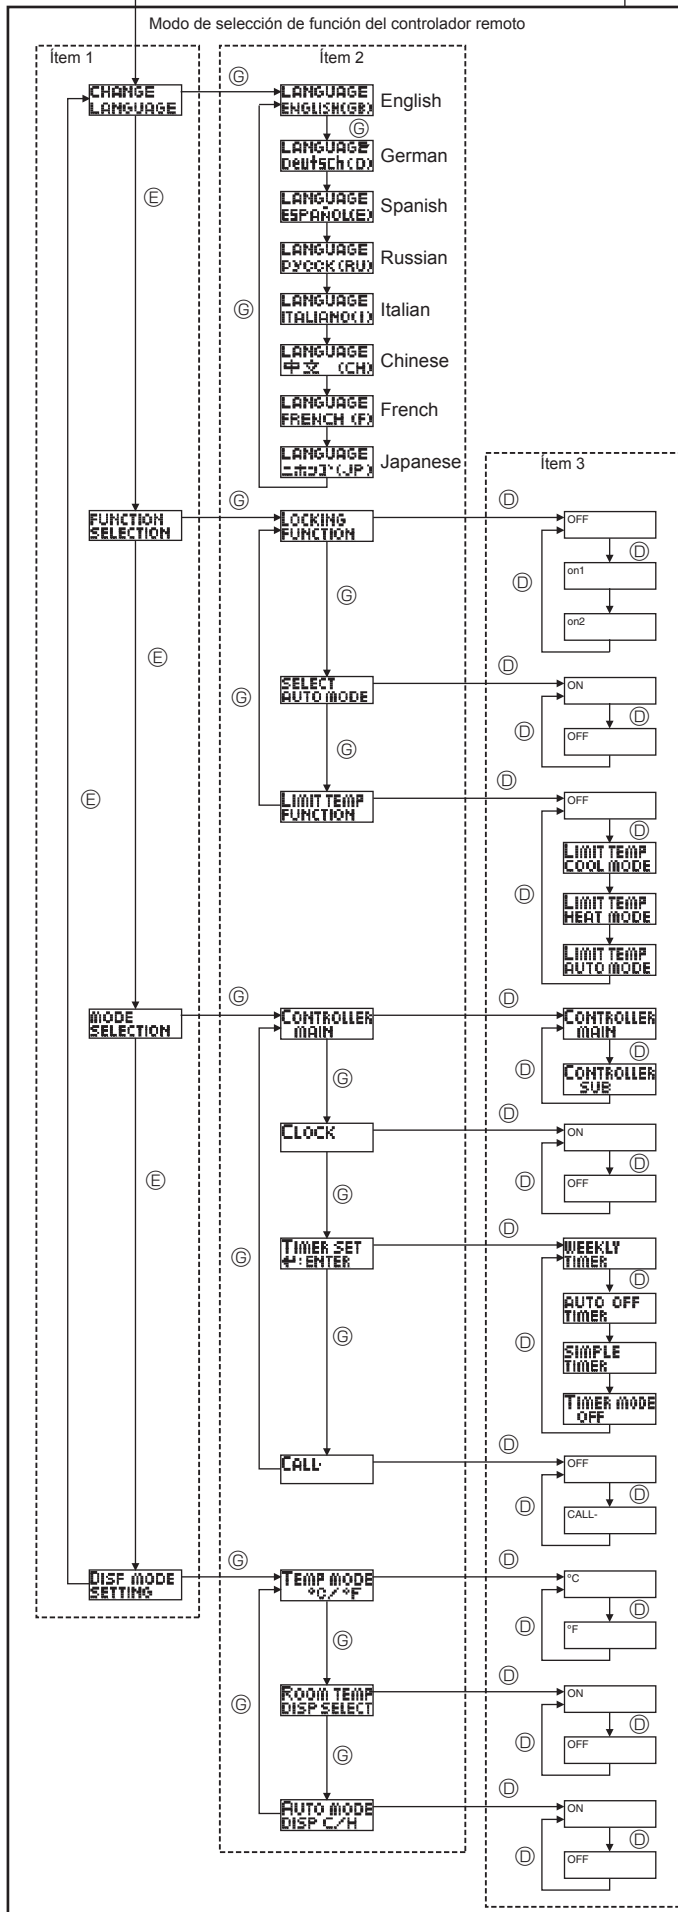 Modo de selección de función del controlador remoto
Ítem 1
Ítem 2
CHANGE
LANGUAGE
Ⓖ
LANGUAGE
ENGLISH(GB)
English
Ⓖ
LANGUAGE
Deutsch(D)
German
Ⓔ
LANGUAGE
ESPAÑOL(E)
Spanish
LANGUAGE
РУССК(RU)
Russian
Ⓖ
LANGUAGE
ITALIANO(I)
Italian
LANGUAGE
中文 (CH)
Chinese
LANGUAGE
FRENCH (F)
French
LANGUAGE
ニホンゴ(JP)
Japanese
Ítem 3
FUNCTION
SELECTION
Ⓖ
LOCKING
FUNCTION
Ⓓ
OFF
Ⓓ
on1
Ⓓ
on2
Ⓖ
Ⓔ
Ⓖ
SELECT
AUTO MODE
Ⓓ
ON
Ⓓ
Ⓓ
OFF
Ⓖ
Ⓔ
LIMIT TEMP
FUNCTION
Ⓓ
OFF
Ⓓ
LIMIT TEMP
COOL MODE
Ⓓ
LIMIT TEMP
HEAT MODE
LIMIT TEMP
AUTO MODE
MODE
SELECTION
Ⓖ
CONTROLLER
MAIN
Ⓓ
CONTROLLER
MAIN
Ⓓ
Ⓓ
CONTROLLER
SUB
Ⓖ
CLOCK
Ⓓ
ON
Ⓓ
Ⓓ
OFF
Ⓔ
Ⓖ
Ⓖ
TIMER SET
↵:ENTER
Ⓓ
WEEKLY
TIMER
Ⓓ
AUTO OFF
TIMER
Ⓓ
SIMPLE
TIMER
TIMER MODE
OFF
Ⓖ
CALL-
Ⓓ
OFF
Ⓓ
Ⓓ
CALL-
DISP MODE
SETTING
Ⓖ
TEMP MODE
°C/°F
Ⓓ
°C
Ⓓ
Ⓓ
°F
Ⓖ
Ⓖ
ROOM TEMP
DISP SELECT
Ⓓ
ON
Ⓓ
Ⓓ
OFF
Ⓖ
AUTO MODE
DISP C/H
Ⓓ
ON
Ⓓ
Ⓓ
OFF